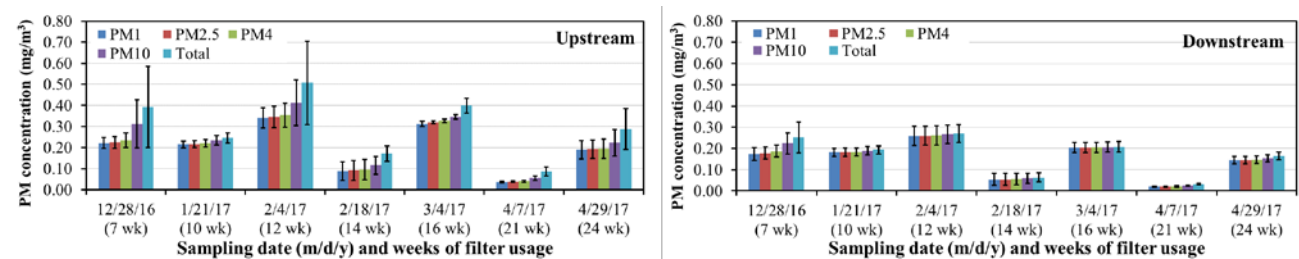 PM concentration (mg/m³)
0.80
0.70
0.60
0.50
0.40
0.30
0.20
0.10
0.00
PM1 PM2.5 PM4
PM10 Total
Upstream
12/28/16 1/21/17 2/4/17 2/18/17 3/4/17 4/7/17 4/29/17
(7 wk) (10 wk) (12 wk) (14 wk) (16 wk) (21 wk) (24 wk)
Sampling date (m/d/y) and weeks of filter usage
PM concentration (mg/m³)
0.80
0.70
0.60
0.50
0.40
0.30
0.20
0.10
0.00
PM1 PM2.5 PM4
PM10 Total
Downstream
12/28/16 1/21/17 2/4/17 2/18/17 3/4/17 4/7/17 4/29/17
(7 wk) (10 wk) (12 wk) (14 wk) (16 wk) (21 wk) (24 wk)
Sampling date (m/d/y) and weeks of filter usage